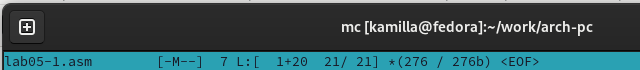 mc [kamilla@fedora]:~/work/arch-pc
lab05-1.asm [-M--] 7 L:[ 1+20 21/ 21] *(276 / 276b) <EOF>